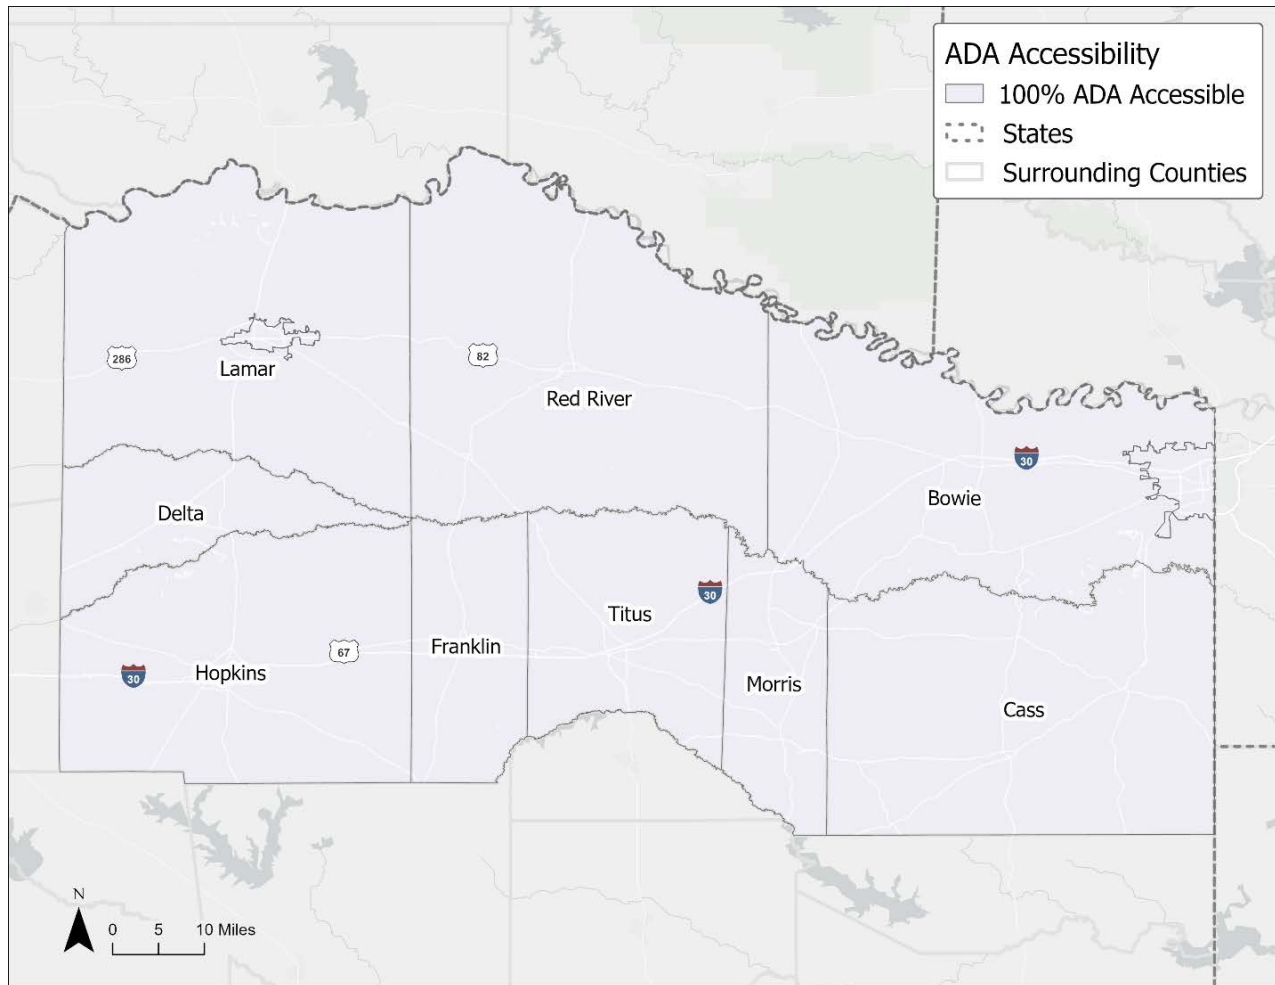 ADA Accessibility
100% ADA Accessible
States
Surrounding Counties
286
Lamar
82
Red River
30
Bowie
Delta
30
Titus
Franklin
67
Hopkins
30
Morris
Cass
N
0 5 10 Miles